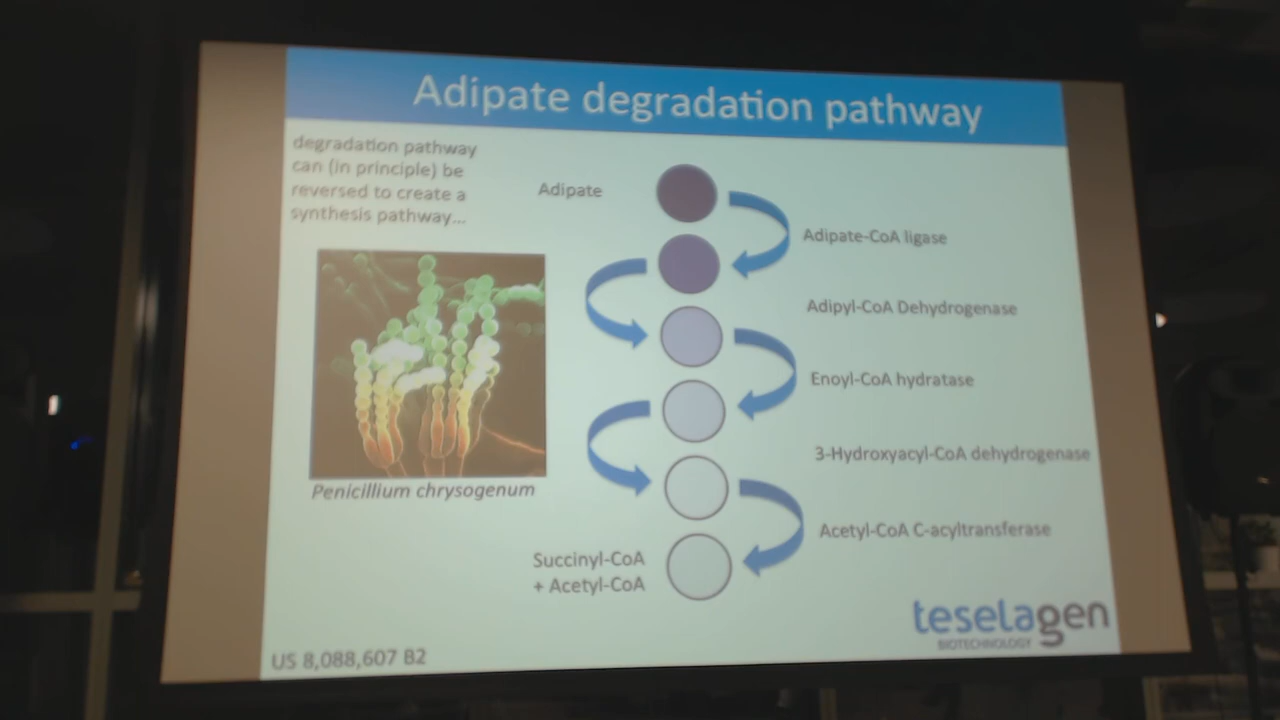 Adipate degradation pathway
degradation pathway
can (in principle) be
reversed to create a
synthesis pathway...
Adipate
Adipate-CoA ligase
Adipyl-CoA Dehydrogenase
Enoyl-CoA hydratase
3-Hydroxyacyl-CoA dehydrogenase
Acetyl-CoA C-acyltransferase
Succinyl-CoA
+ Acetyl-CoA
Penicillium chrysogenum
US 8,088,607 B2
teselagen
BIOTECHNOLOGY